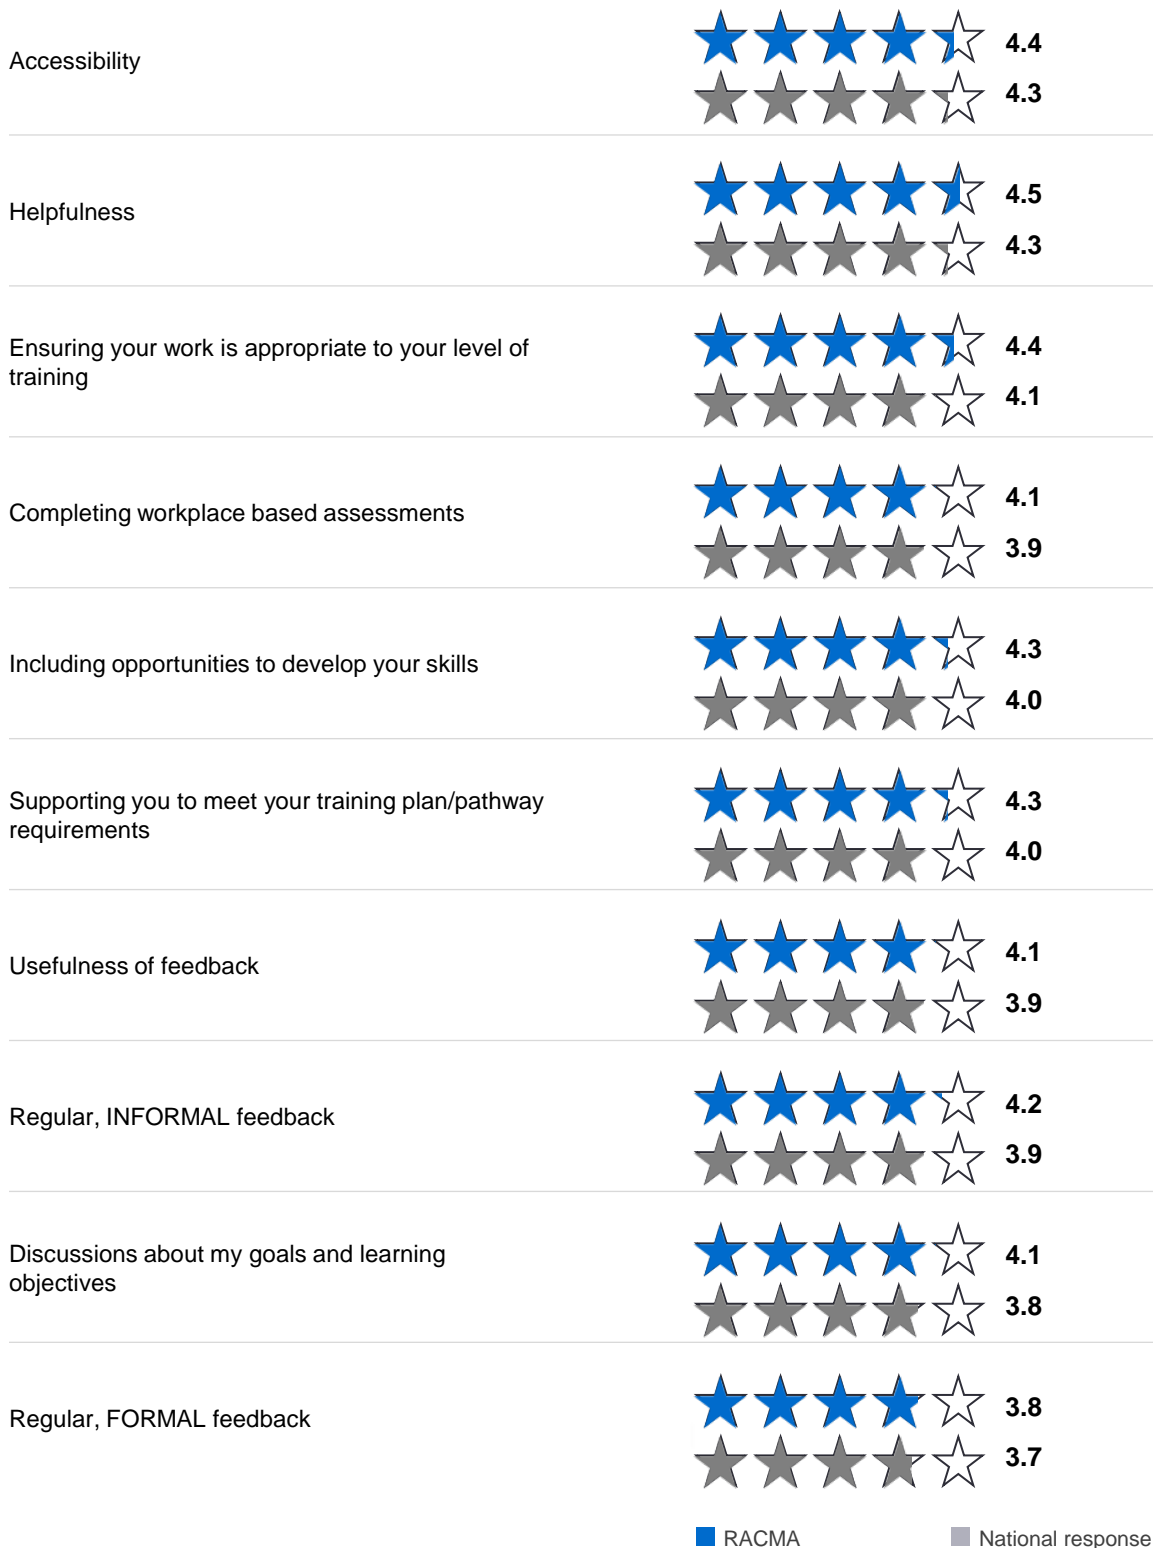 Accessibility
4.4
4.3
Helpfulness
4.5
4.3
Ensuring your work is appropriate to your level of
training
4.4
4.1
Completing workplace based assessments
4.1
3.9
Including opportunities to develop your skills
4.3
4.0
Supporting you to meet your training plan/pathway
requirements
4.3
4.0
Usefulness of feedback
4.1
3.9
Regular, INFORMAL feedback
4.2
3.9
Discussions about my goals and learning
objectives
4.1
3.8
Regular, FORMAL feedback
3.8
3.7
RACMA
National response